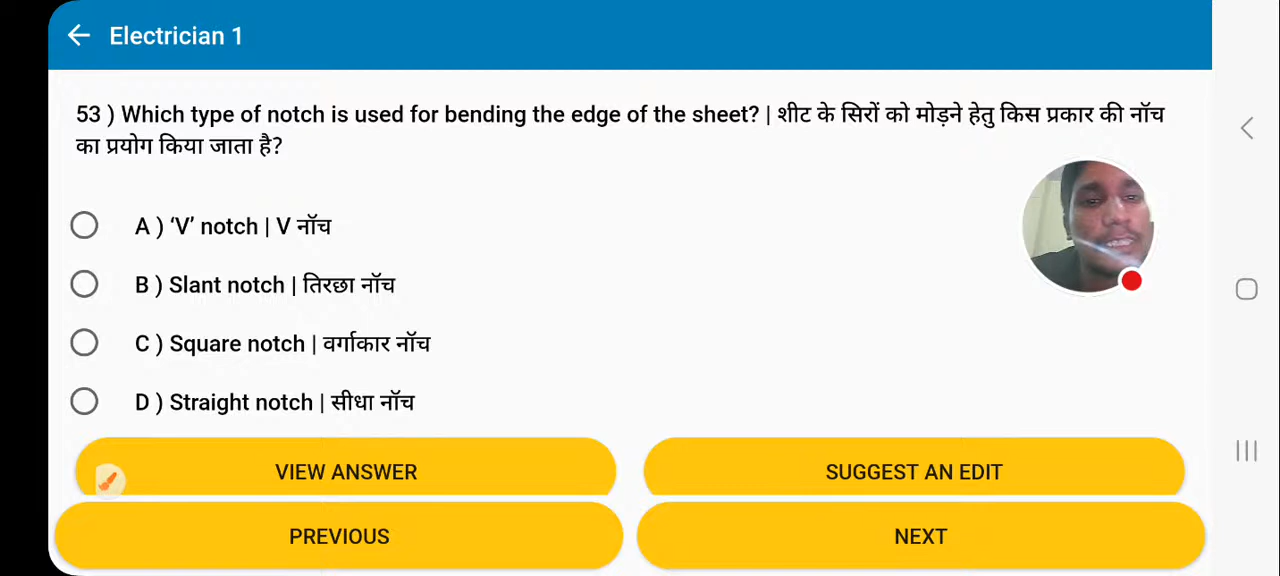 Electrician 1
53 ) Which type of notch is used for bending the edge of the sheet? | शीट के सिरों को मोड़ने हेतु किस प्रकार की नॉच
का प्रयोग किया जाता है?
A ) ‘V’ notch | V नॉच
B ) Slant notch | तिरछा नॉच
C ) Square notch | वर्गाकार नॉच
D ) Straight notch | सीधा नॉच
VIEW ANSWER
SUGGEST AN EDIT
PREVIOUS
NEXT